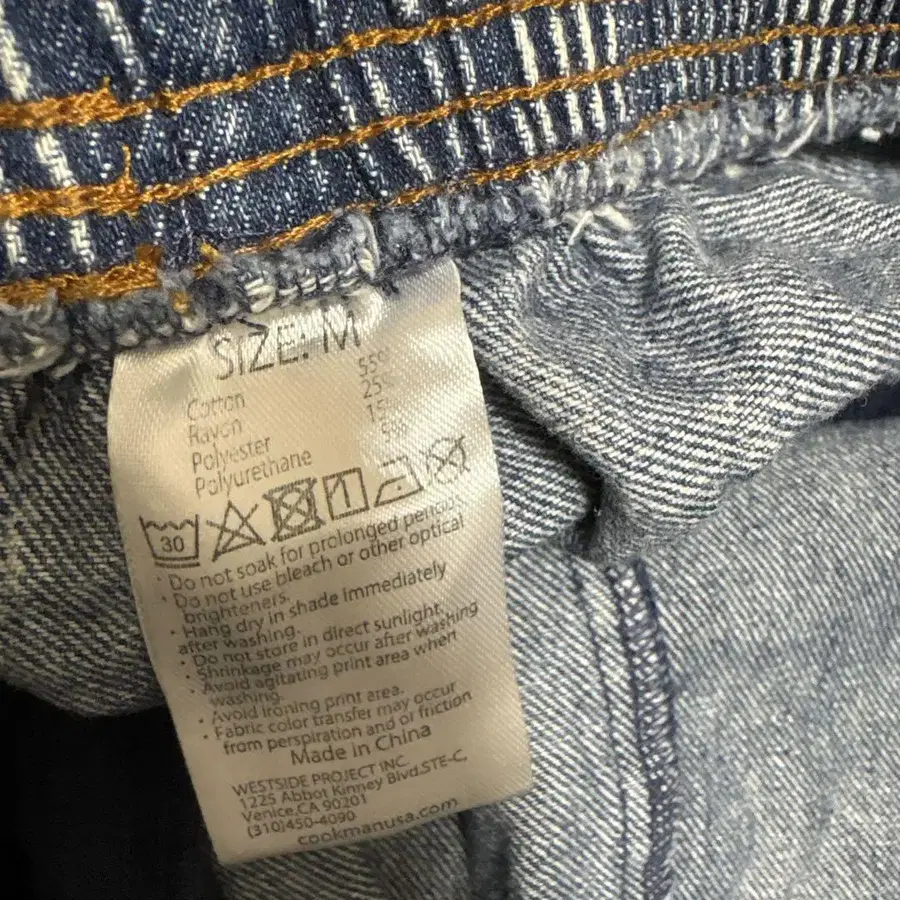 SIZE: M
Cotton 55%
Rayon 25%
Polyester 15
Polyurethane 5%
30
· Do not soak for prolonged periods.
· Do not use bleach or other optical
brighteners.
· Hang dry in shade immediately
after washing.
· Do not store in direct sunlight.
· Shrinkage may occur after washing
· Avoid agitating print area when
washing.
· Avoid ironing print area.
· Fabric color transfer may occur
from perspiration and or friction
Made in China
WESTSIDE PROJECT INC.
1225 Abbot Kinney Blvd.STE-C,
Venice,CA 90201
(310)450-4090
cookmanusa.com